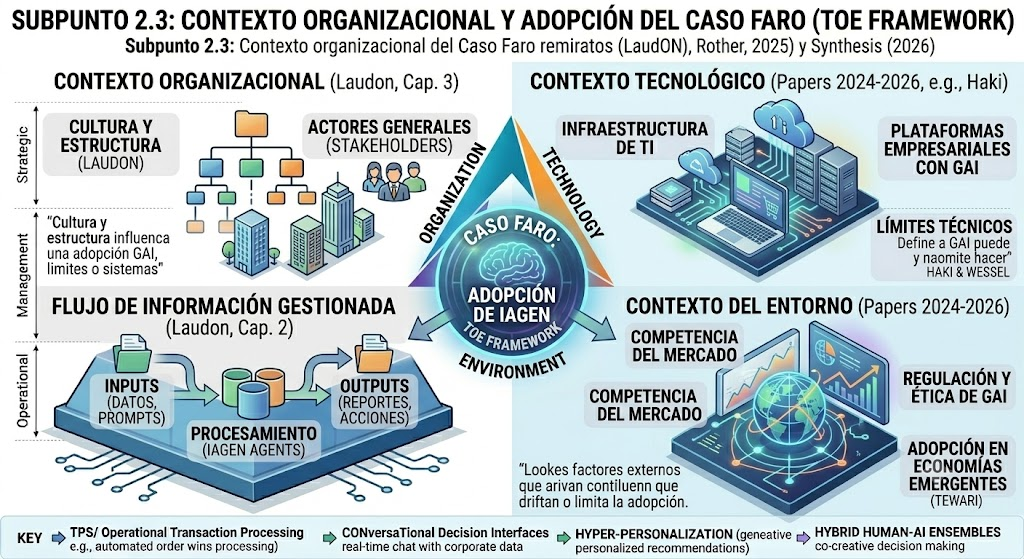 SUBPUNTO 2.3: CONTEXTO ORGANIZACIONAL Y ADOPCIÓN DEL CASO FARO (TOE FRAMEWORK)
Subpunto 2.3: Contexto organizacional del Caso Faro remiratos (LaudON), Rother, 2025) y Synthesis (2026)
CONTEXTO ORGANIZACIONAL (Laudon, Cap. 3)
Strategic
CULTURA Y
ESTRUCTURA
(LAUDON)
ACTORES GENERALES
(STAKEHOLDERS)
Management
“Cultura y
estructura influenca
una adopción GAI,
limites o sistemas”
FLUJO DE INFORMACIÓN GESTIONADA
(Laudon, Cap. 2)
Operational
INPUTS
(DATOS,
PROMPTS)
PROCESAMIENTO
(IAGEN AGENTS)
OUTPUTS
(REPORTES,
ACCIONES)
ORGANIZATION
TECHNOLOGY
CASO FARO:
ADOPCIÓN
DE IAGEN
TOE FRAMEWORK
ENVIRONMENT
CONTEXTO TECNOLÓGICO (Papers 2024-2026, e.g., Haki)
INFRAESTRUCTURA
DE TI
PLATAFORMAS
EMPRESARIALES
CON GAI
LÍMITES TÉCNICOS
Define a GAI puede
y naomite hacer”
HAKI & WESSEL
CONTEXTO DEL ENTORNO (Papers 2024-2026)
COMPETENCIA
DEL MERCADO
COMPETENCIA
DEL MERCADO
REGULACIÓN Y
ÉTICA DE GAI
ADOPCIÓN EN
ECONOMÍAS
EMERGENTES
(TEWARI)
“Lookes factores externos
que arivan contiluenn que
driftan o limita la adopción.
KEY
TPS/ Operational Transaction Processing
e.g., automated order wins processing)
CONversaTional Decision Interfaces
real-time chat with corporate data
HYPER-PERSONALIZATION (geneative
personalized recommendations)
HYBRID HUMAN-AI ENSEMBLES
co-creative decision making